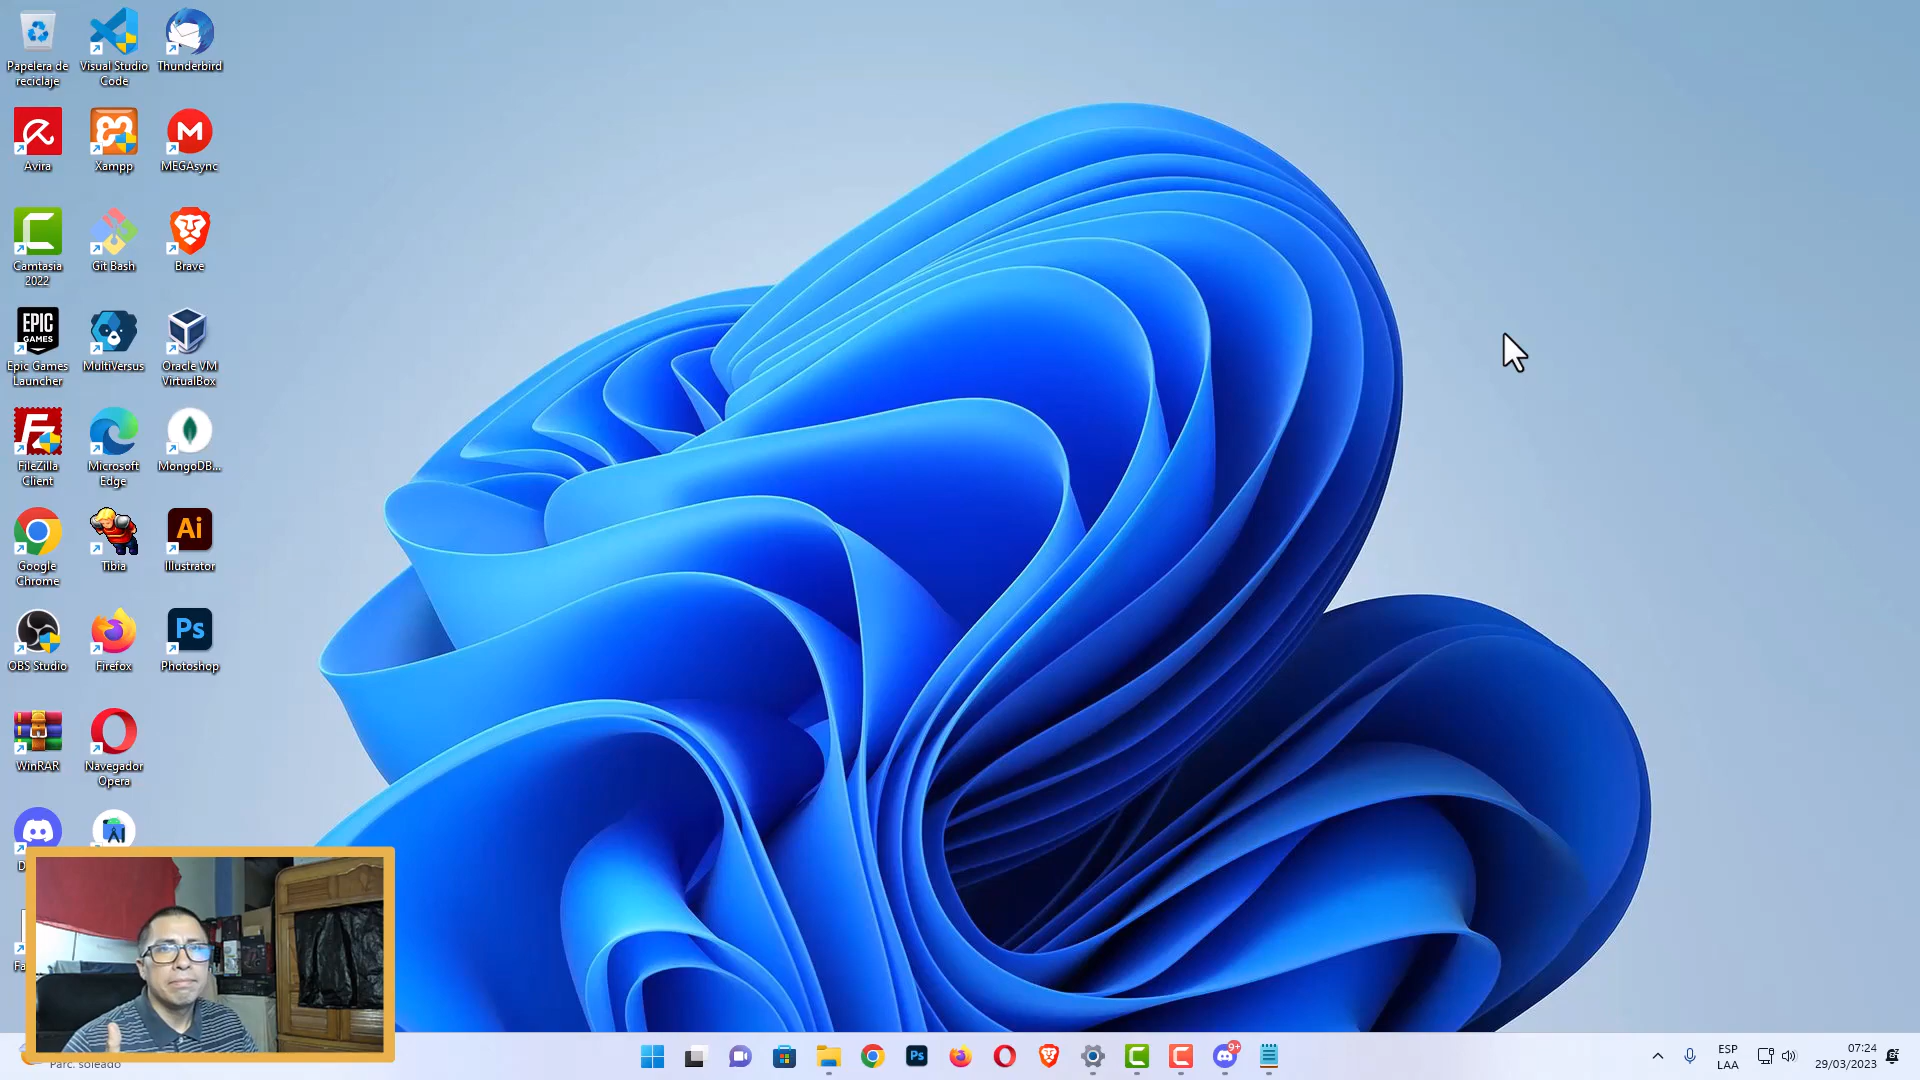 Papelera de
reciclaje
Visual Studio
Code
Thunderbird
Avira
Xampp
MEGAsync
Camtasia
2022
Git Bash
Brave
EPIC
GAMES
Epic Games
Launcher
MultiVersus
Oracle VM
VirtualBox
FileZilla
Client
Microsoft
Edge
MongoDB...
Google
Chrome
Tibia
Ai
Illustrator
OBS Studio
Firefox
Ps
Photoshop
WinRAR
Navegador
Opera
Parc. soleado
Ps
9+
ESP
LAA
07:24
29/03/2023